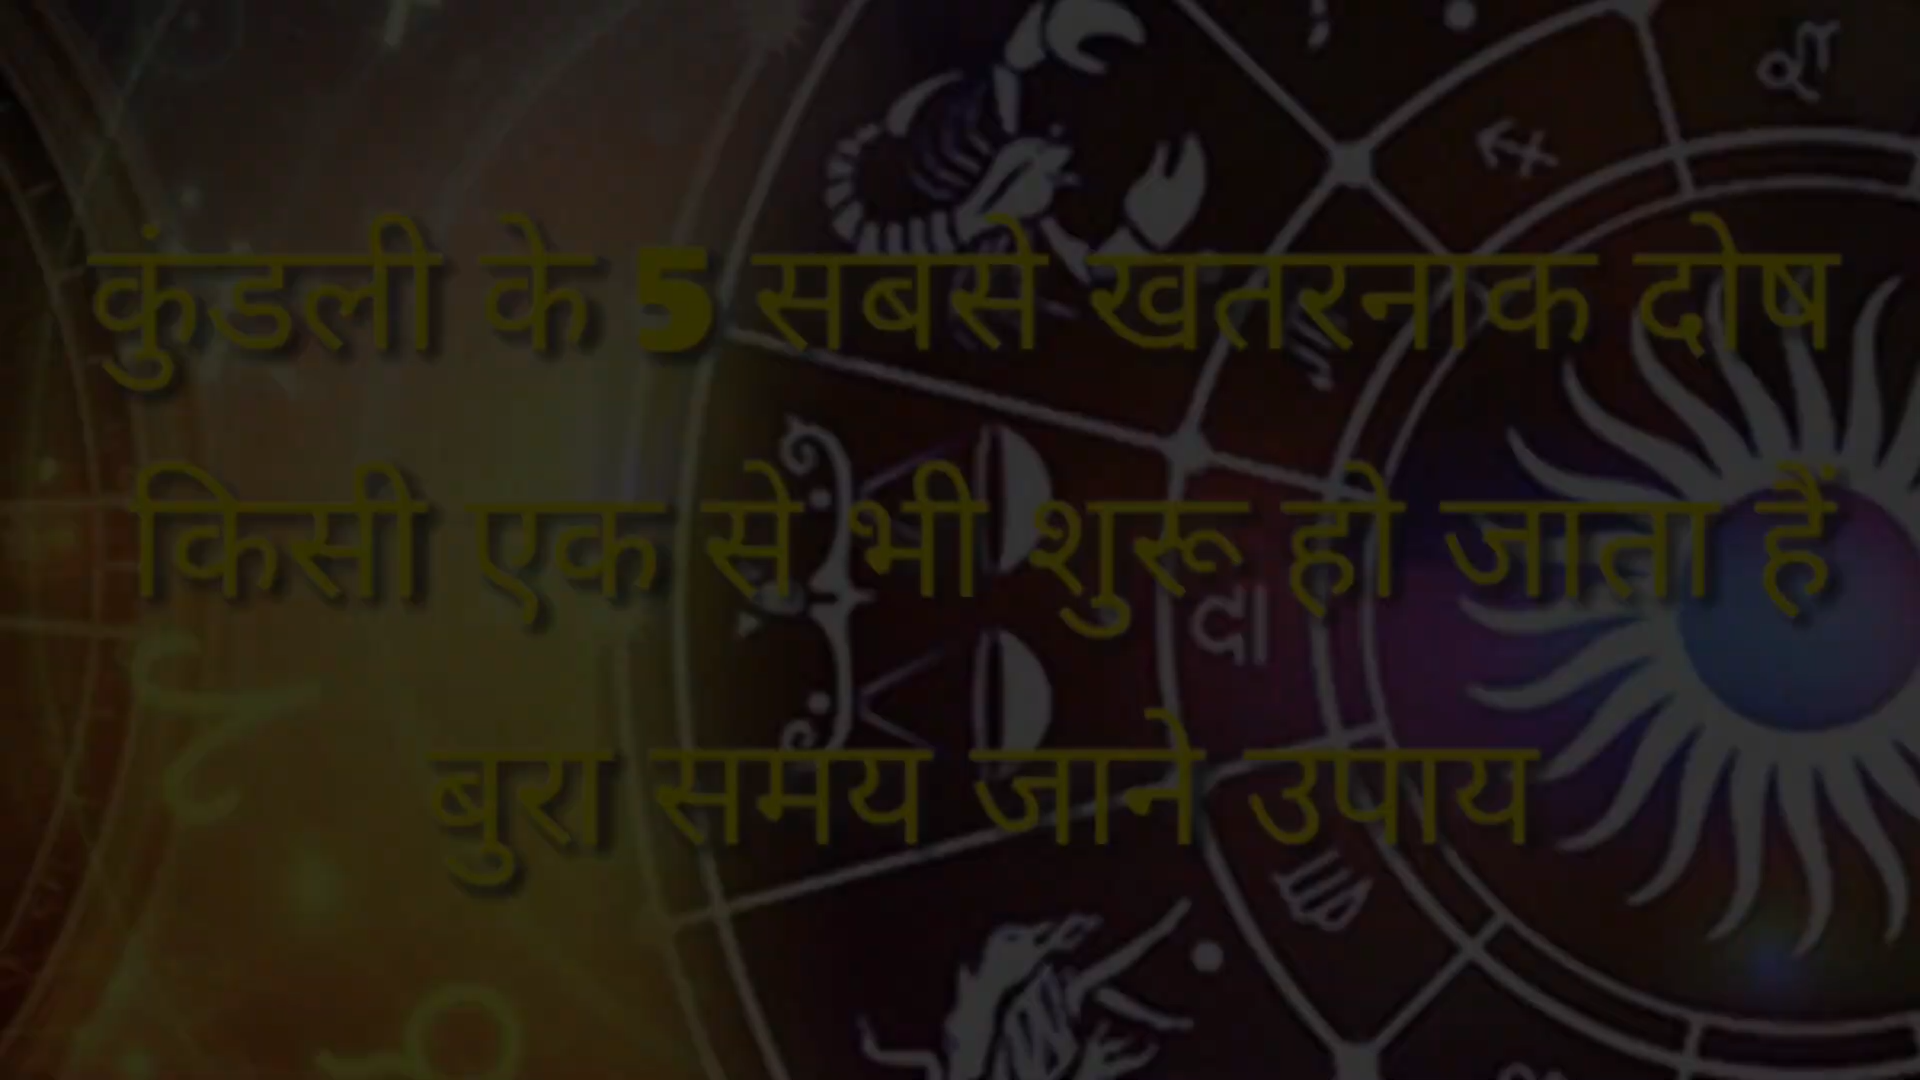 कुंडली के 5 सबसे खतरनाक दोष
किसी एक से भी शुरू हो जाता हैं
बुरा समय जाने उपाय